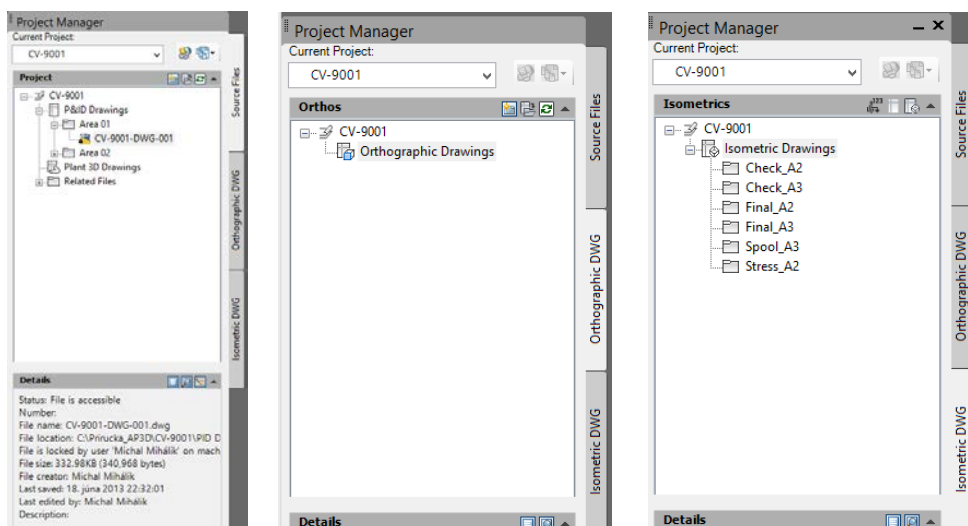 Project Manager
Current Project:
CV-9001
Project
CV-9001
P&ID Drawings
Area 01
CV-9001-DWG-001
Area 02
Plant 3D Drawings
Related Files
Source Files
Orthographic DWG
Isometric DWG
Details
Status: File is accessible
Number:
File name: CV-9001-DWG-001.dwg
File location: C:\Prirucka_AP3D\CV-9001\PID D
File is locked by user 'Michal Mihálik' on mach
File size: 332.98KB (340,968 bytes)
File creator: Michal Mihálik
Last saved: 18. júna 2013 22:32:01
Last edited by: Michal Mihálik
Description:
Project Manager
Current Project:
CV-9001
Orthos
CV-9001
Orthographic Drawings
Source Files
Orthographic DWG
Isometric DWG
Details
Project Manager
Current Project:
CV-9001
Isometrics
123
CV-9001
Isometric Drawings
Check_A2
Check_A3
Final_A2
Final_A3
Spool_A3
Stress_A2
Source Files
Orthographic DWG
Isometric DWG
Details